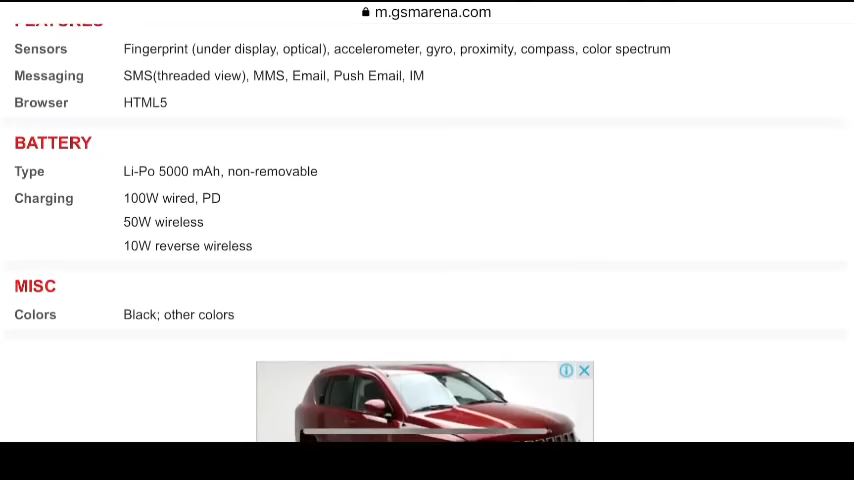 m.gsmarena.com
FEATURES
Sensors Fingerprint (under display, optical), accelerometer, gyro, proximity, compass, color spectrum
Messaging SMS(threaded view), MMS, Email, Push Email, IM
Browser HTML5
BATTERY
Type Li-Po 5000 mAh, non-removable
Charging 100W wired, PD
50W wireless
10W reverse wireless
MISC
Colors Black; other colors